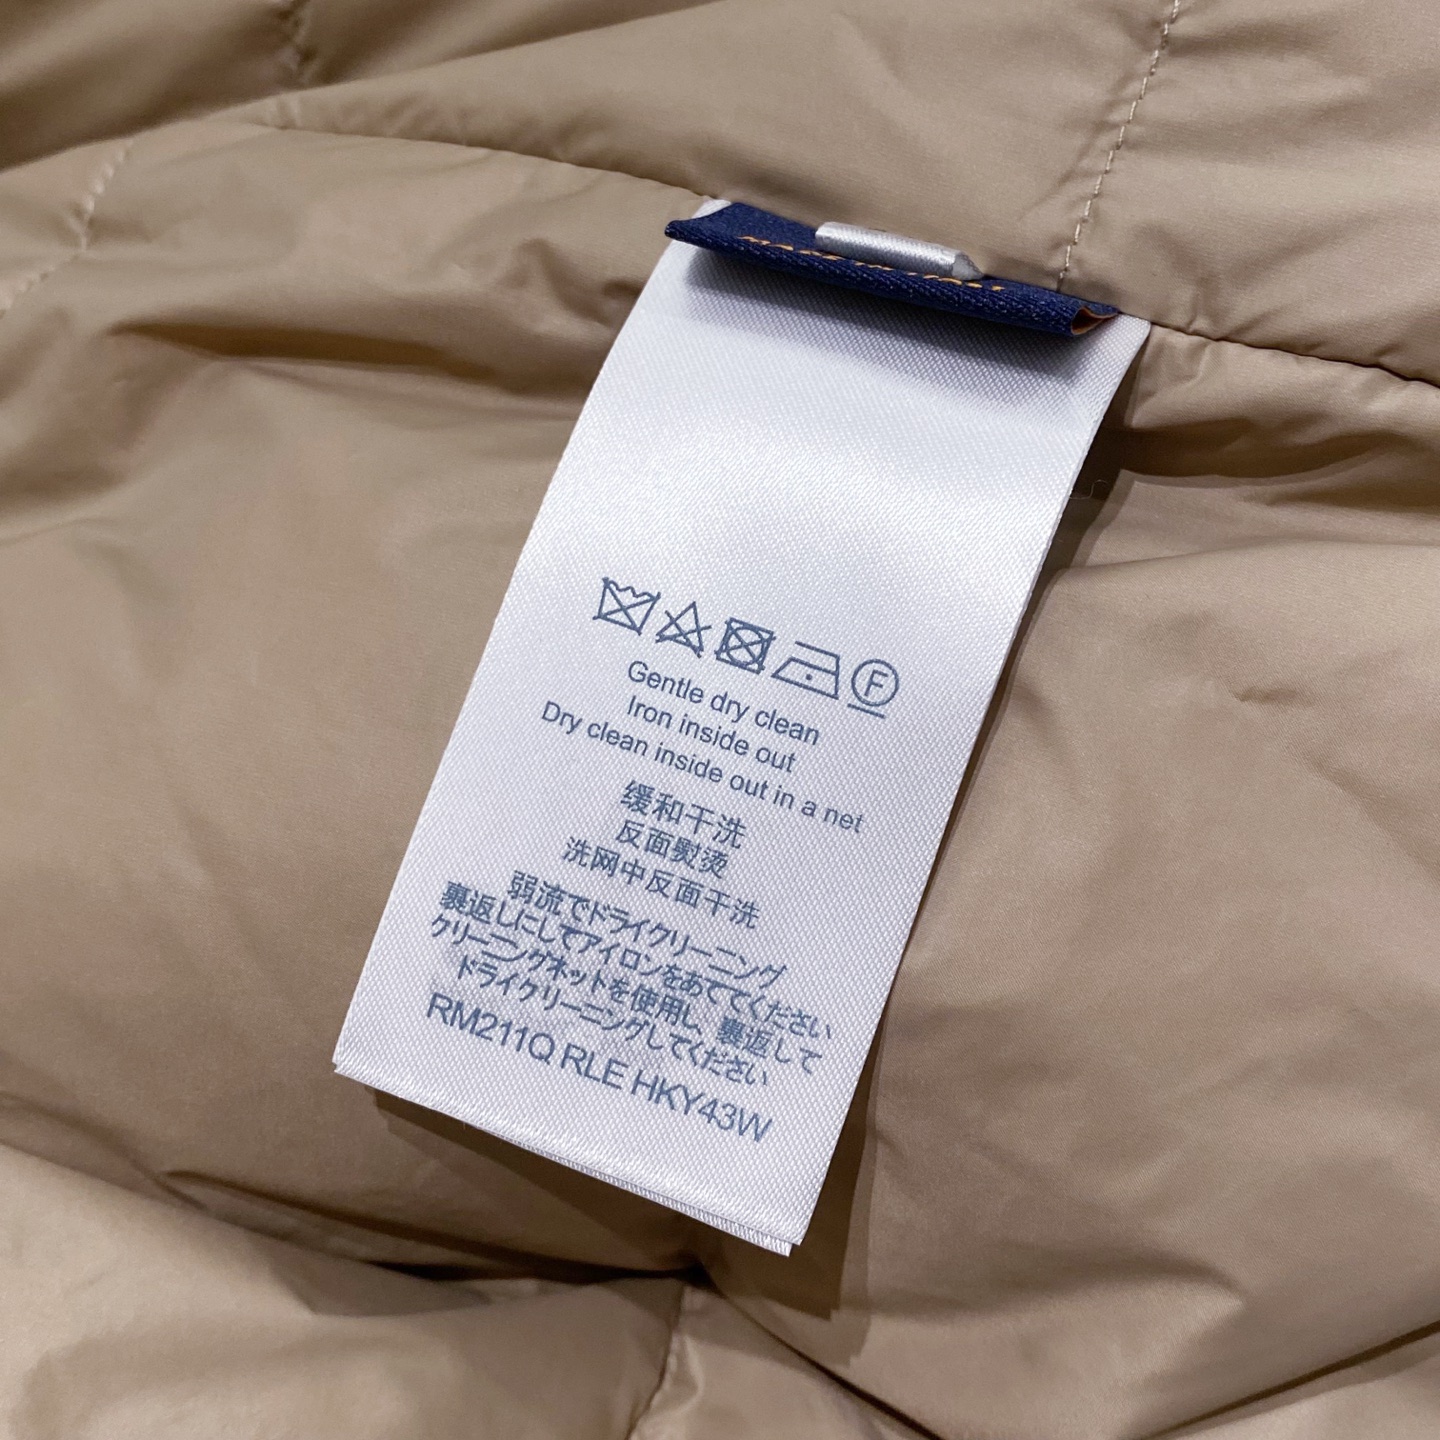 MADE IN ITALY
F
Gentle dry clean
Iron inside out
Dry clean inside out in a net
缓和干洗
反面熨烫
洗网中反面干洗
弱流でドライクリーニング
裏返しにしてアイロンをあててください
クリーニングネットを使用し、裏返して
ドライクリーニングしてください
RM211Q RLE HKY43W